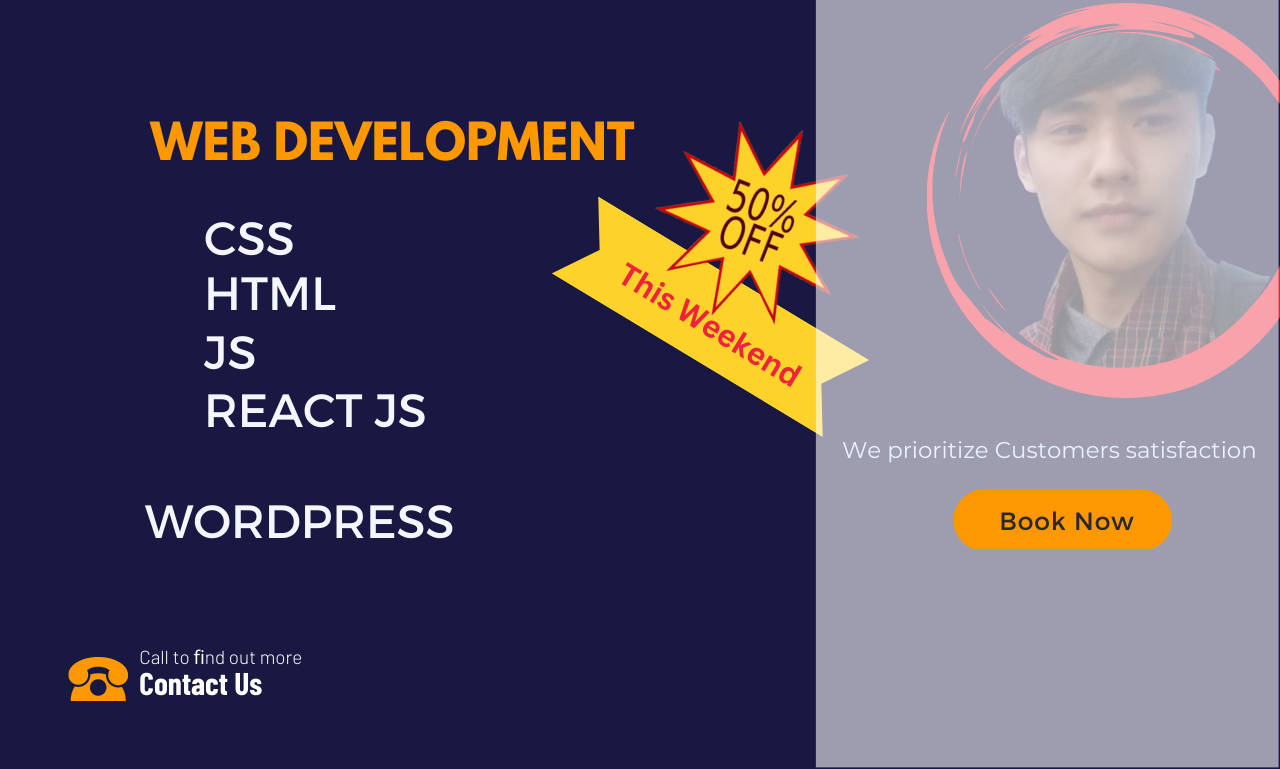 WEB DEVELOPMENT
CSS
HTML
JS
REACT JS
WORDPRESS
50%
OFF
This Weekend
We prioritize Customers satisfaction
Book Now
Call to find out more
Contact Us